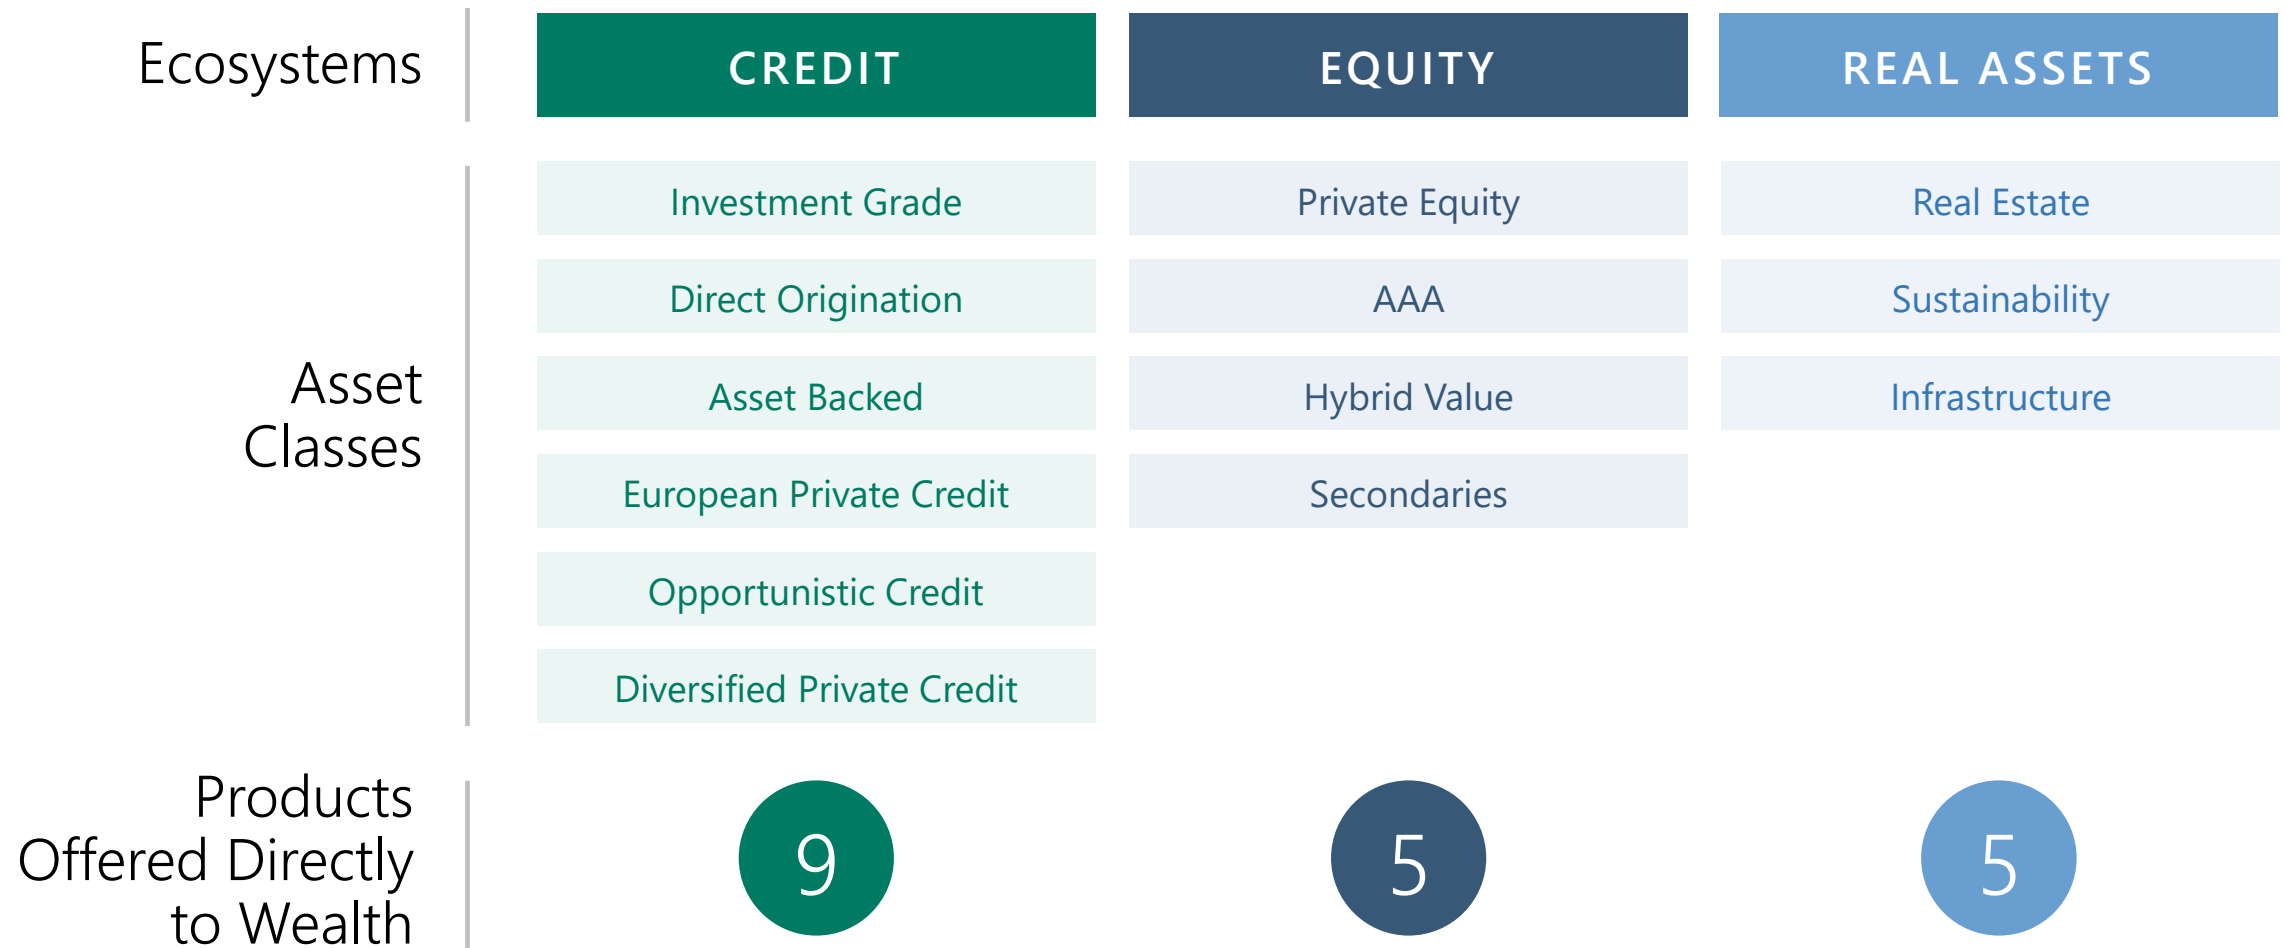 Ecosystems
CREDIT
EQUITY
REAL ASSETS
Asset
Classes
Investment Grade
Private Equity
Real Estate
Direct Origination
AAA
Sustainability
Asset Backed
Hybrid Value
Infrastructure
European Private Credit
Secondaries
Opportunistic Credit
Diversified Private Credit
Products
Offered Directly
to Wealth
9
5
5